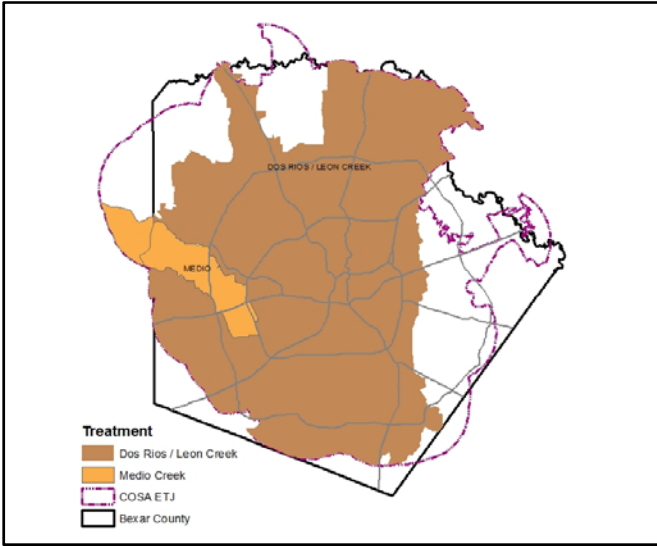 DOS RIOS / LEON CREEK
MEDIO
Treatment
Dos Rios / Leon Creek
Medio Creek
COSA ETJ
Bexar County